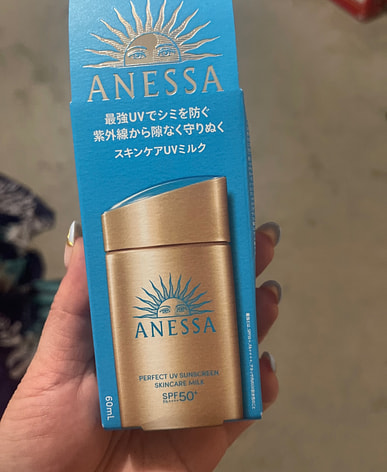 ANESSA
最強UVでシミを防ぐ
紫外線から隙なく守りぬく
スキンケアUVミルク
ANESSA
PERFECT UV SUNSCREEN
SKINCARE MILK
SPF50+
PA++++
60mL